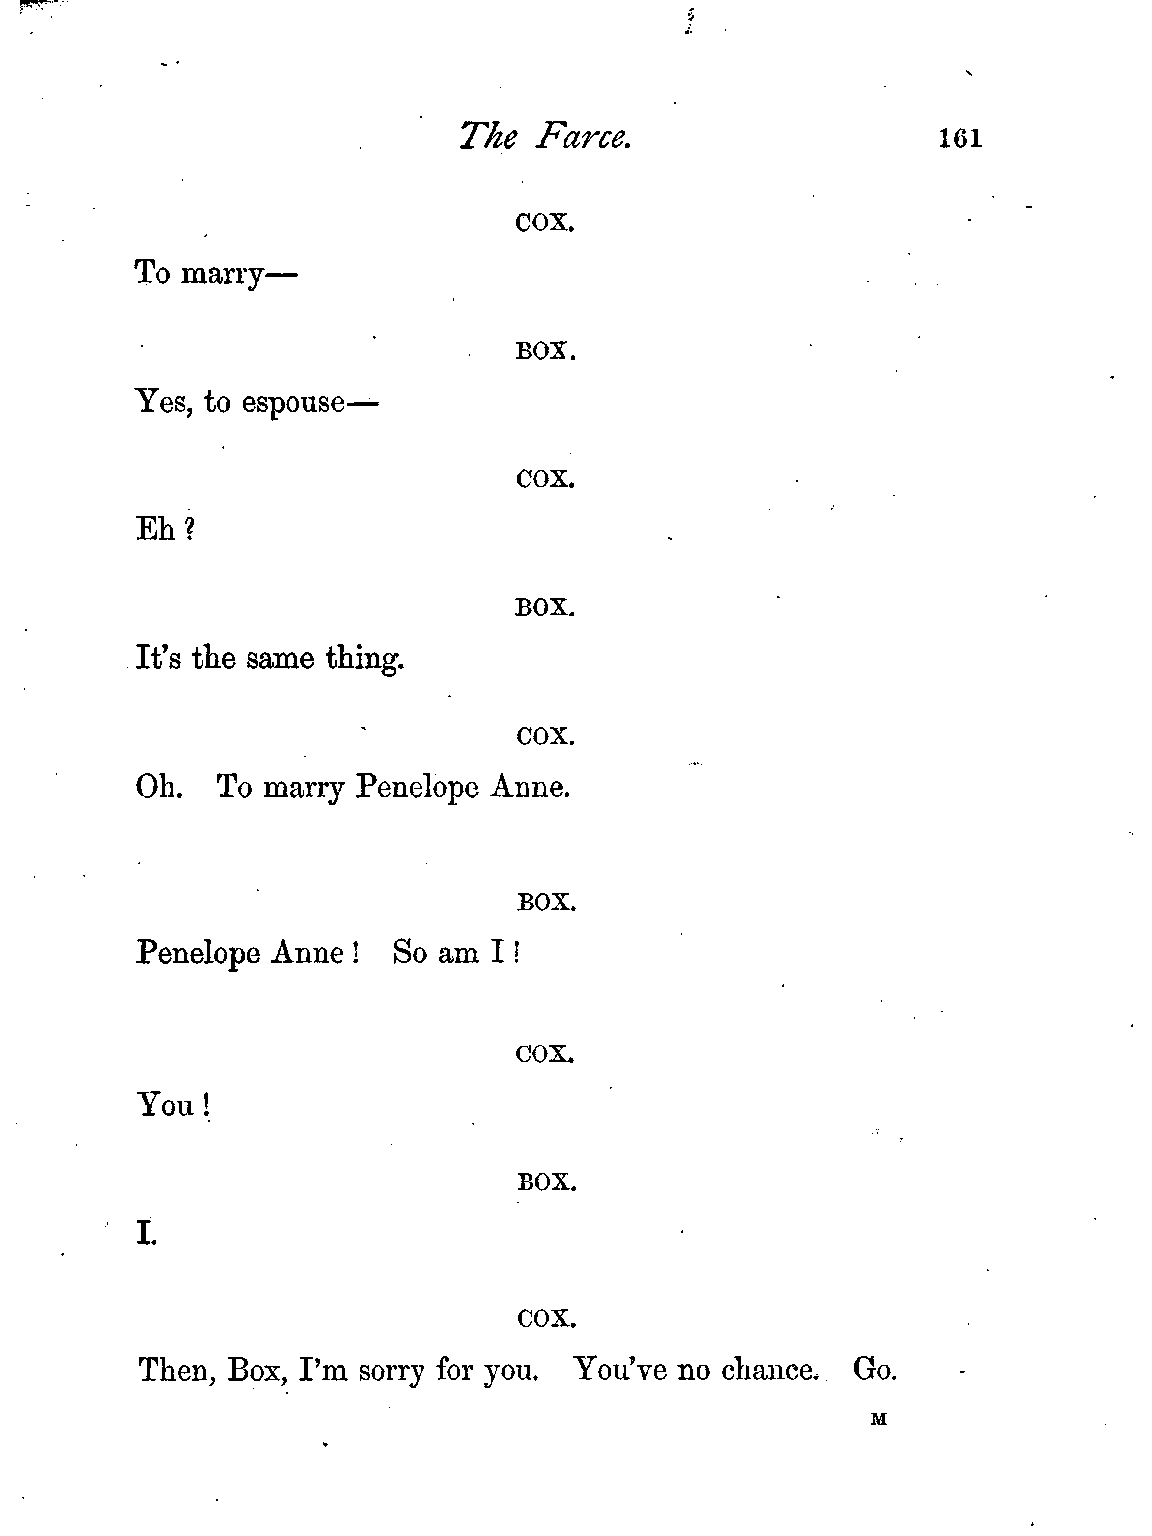 The Farce. 161
COX.
To marry—
BOX.
Yes, to espouse—
COX.
Eh ?
BOX.
It's the same thing.
COX.
Oh. To marry Penelope Anne.
BOX.
Penelope Anne ! So am I !
COX.
You !
BOX.
I.
COX.
Then, Box, I'm sorry for you. You've no chance. Go.
M